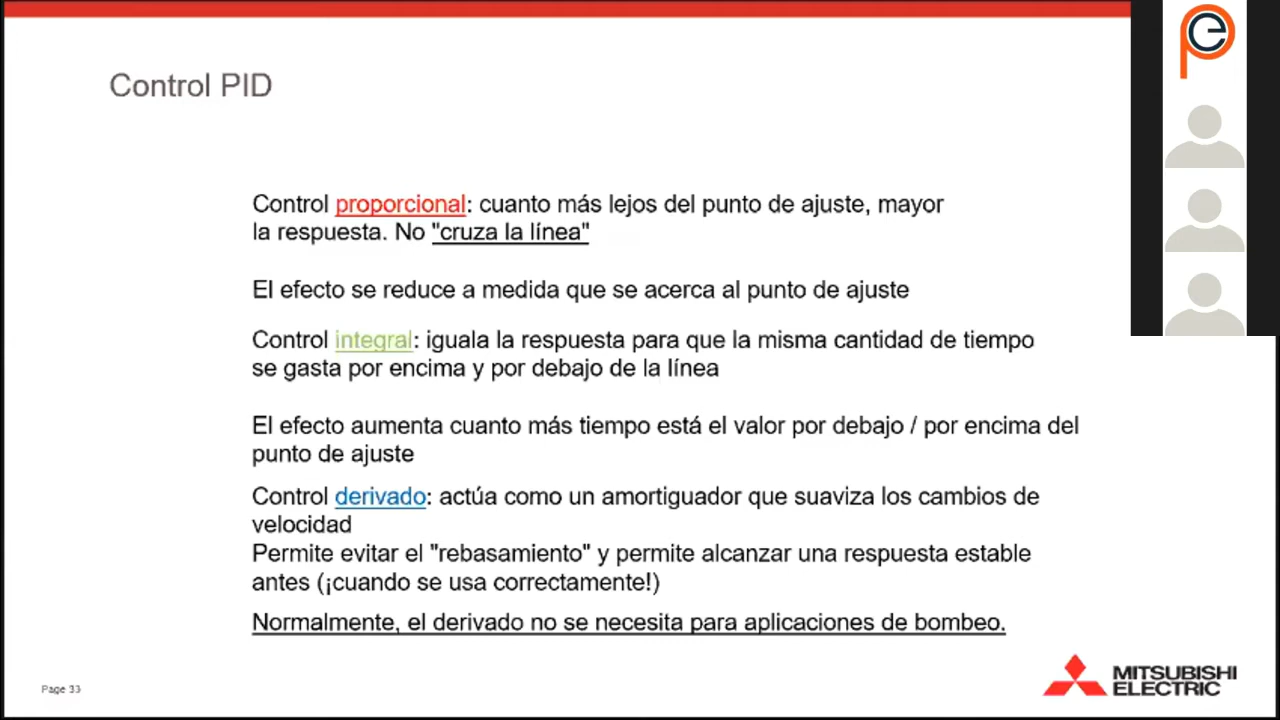 Control PID
Control proporcional: cuanto más lejos del punto de ajuste, mayor
la respuesta. No "cruza la línea"
El efecto se reduce a medida que se acerca al punto de ajuste
Control integral: iguala la respuesta para que la misma cantidad de tiempo
se gasta por encima y por debajo de la línea
El efecto aumenta cuanto más tiempo está el valor por debajo / por encima del
punto de ajuste
Control derivado: actúa como un amortiguador que suaviza los cambios de
velocidad
Permite evitar el "rebasamiento" y permite alcanzar una respuesta estable
antes (¡cuando se usa correctamente!)
Normalmente, el derivado no se necesita para aplicaciones de bombeo.
Page 33
MITSUBISHI
ELECTRIC